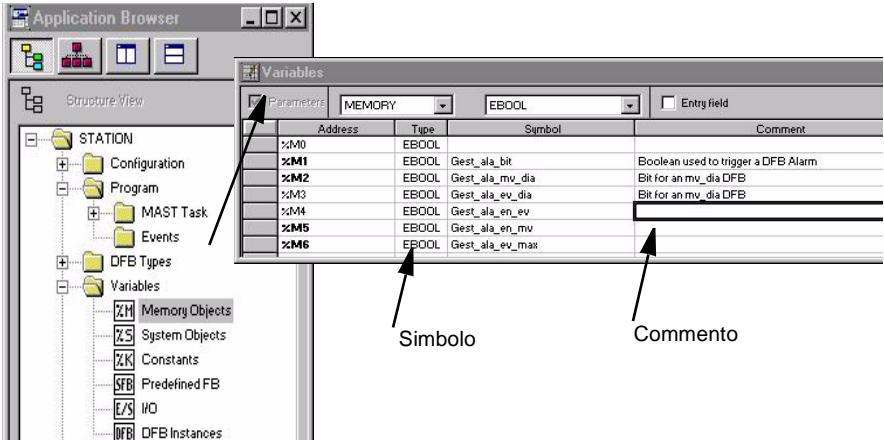 Application Browser
Structure View
STATION
Configuration
Program
MAST Task
Events
DFB Types
Variables
%M Memory Objects
%S System Objects
%K Constants
SFB Predefined FB
E/S I/O
DFB DFB Instances
Variables
Parameters MEMORY EBOOL Entry field
Address Type Symbol Comment
%M0 EBOOL
%M1 EBOOL Gest_ala_bit Boolean used to trigger a DFB Alarm
%M2 EBOOL Gest_ala_mv_dia Bit for an mv_dia DFB
%M3 EBOOL Gest_ala_ev_dia Bit for an mv_dia DFB
%M4 EBOOL Gest_ala_en_ev
%M5 EBOOL Gest_ala_en_mv
%M6 EBOOL Gest_ala_ev_max
Simbolo
Commento